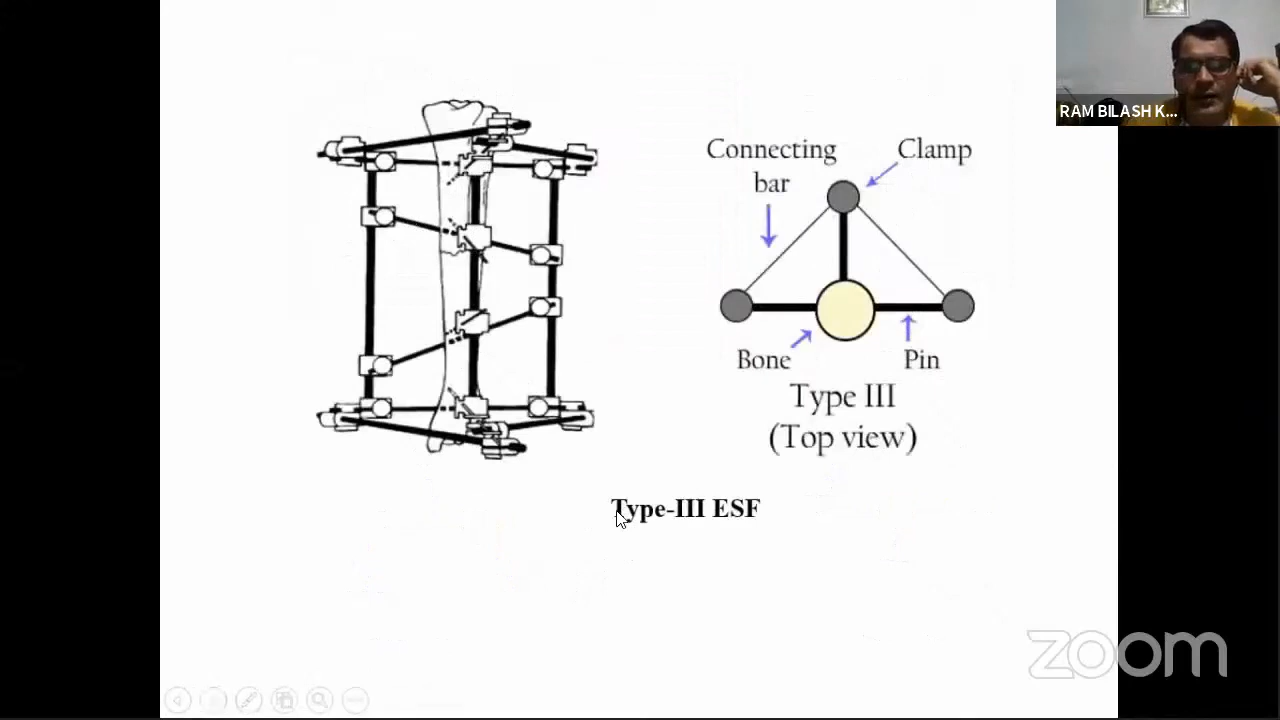 RAM BILASH K...
Connecting
bar
Clamp
Bone
Pin
Type III
(Top view)
Type-III ESF
zoom